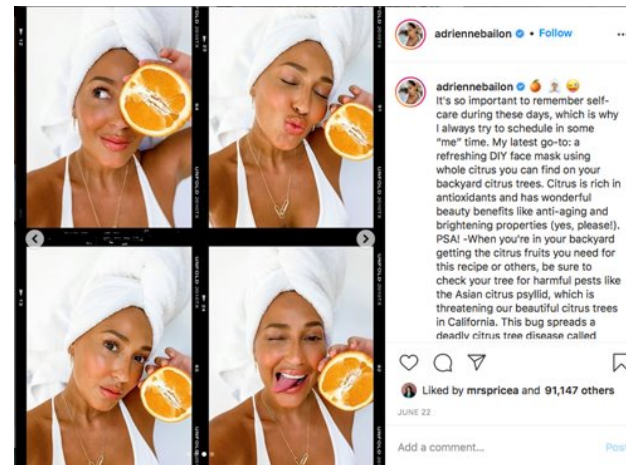 adriennebailon • Follow
adriennebailon
It's so important to remember self-
care during these days, which is why
I always try to schedule in some
"me" time. My latest go-to: a
refreshing DIY face mask using
whole citrus you can find on your
backyard citrus trees. Citrus is rich in
antioxidants and has wonderful
beauty benefits like anti-aging and
brightening properties (yes, please!).
PSA! -When you're in your backyard
getting the citrus fruits you need for
this recipe or others, be sure to
check your tree for harmful pests like
the Asian citrus psyllid, which is
threatening our beautiful citrus trees
in California. This bug spreads a
deadly citrus tree disease called
Liked by mrspricea and 91,147 others
JUNE 22
Add a comment...
Post